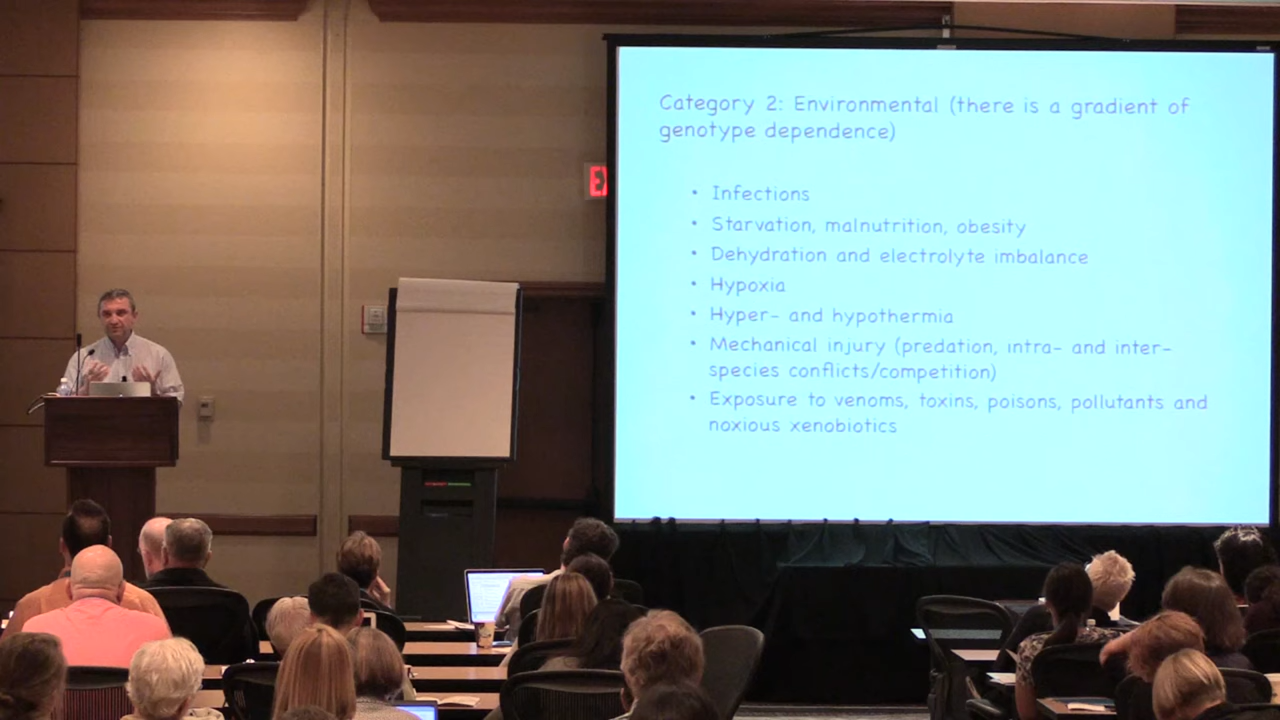 Category 2: Environmental (there is a gradient of
genotype dependence)
• Infections
• Starvation, malnutrition, obesity
• Dehydration and electrolyte imbalance
• Hypoxia
• Hyper- and hypothermia
• Mechanical injury (predation, intra- and inter-
species conflicts/competition)
• Exposure to venoms, toxins, poisons, pollutants and
noxious xenobiotics